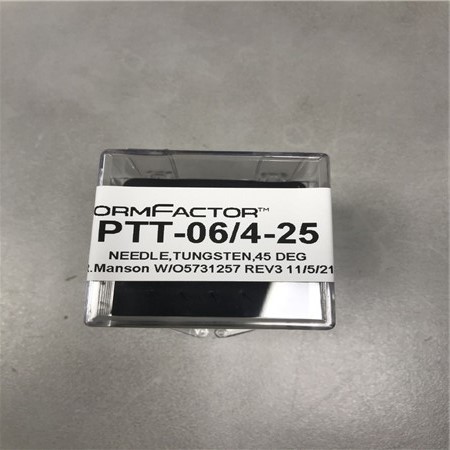 ORMFACTOR™
PTT-06/4-25
NEEDLE,TUNGSTEN,45 DEG
.Manson W/O5731257 REV3 11/5/21